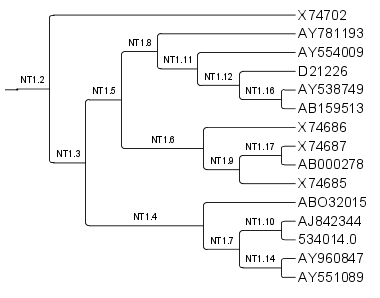 X74702
AY781193
NT1.8
AY554009
NT1.11
D21226
NT1.2
NT1.12
AY538749
NT1.5
NT1.16
AB159513
X74686
NT1.6
X74687
NT1.17
NT1.3
AB000278
NT1.9
X74685
ABO32015
NT1.4
AJ842344
NT1.10
534014.0
NT1.7
AY960847
NT1.14
AY551089